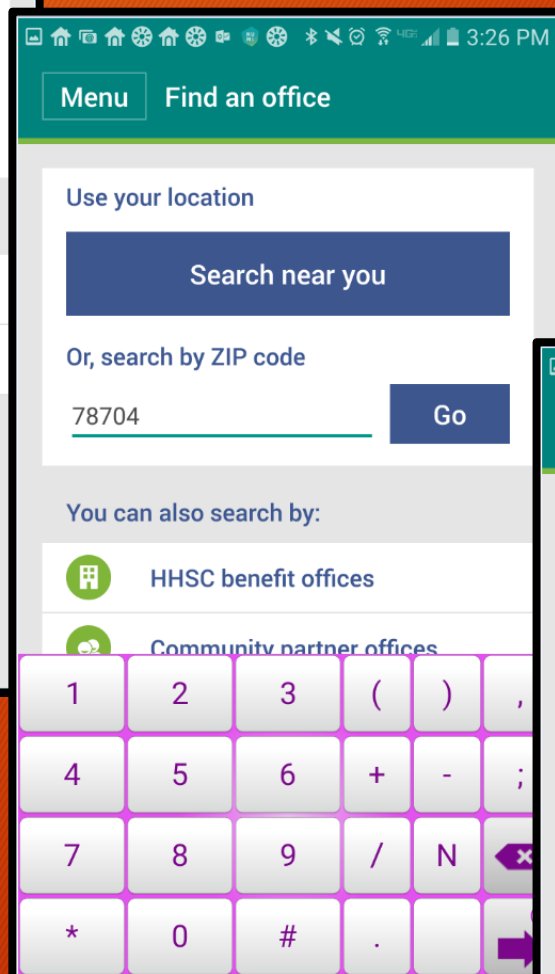 4G 3:26 PM
Menu Find an office
Use your location
Search near you
Or, search by ZIP code
78704 Go
You can also search by:
HHSC benefit offices
Community partner offices
1 2 3 ( ) ,
4 5 6 + - ;
7 8 9 / N
* 0 # .